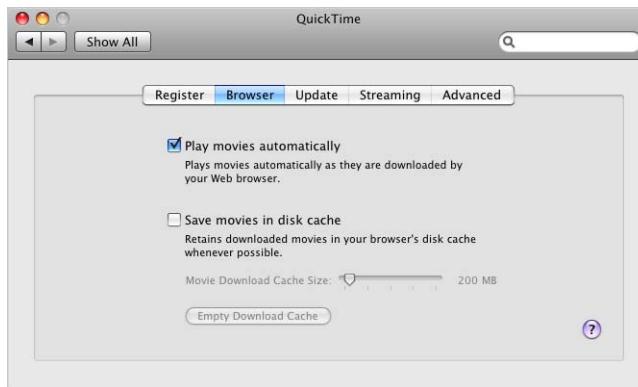 QuickTime
Show All
Register Browser Update Streaming Advanced
Play movies automatically
Plays movies automatically as they are downloaded by
your Web browser.
Save movies in disk cache
Retains downloaded movies in your browser's disk cache
whenever possible.
Movie Download Cache Size: 200 MB
Empty Download Cache
?